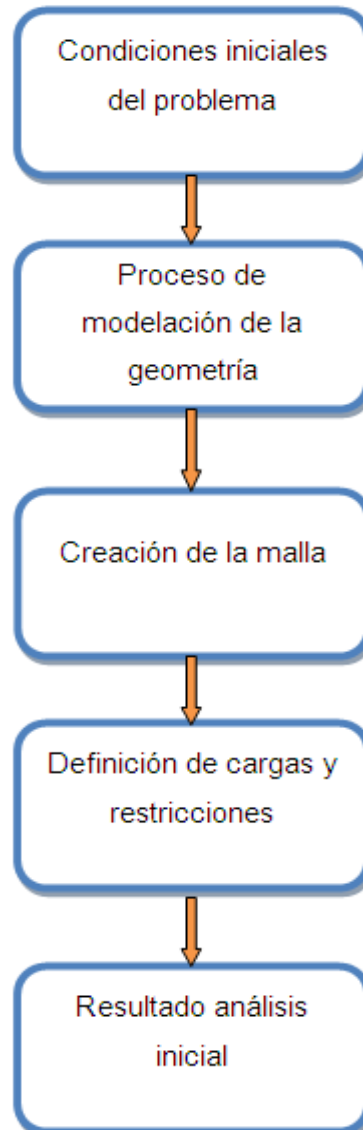 Condiciones iniciales
del problema
Proceso de
modelación de la
geometría
Creación de la malla
Definición de cargas y
restricciones
Resultado análisis
inicial